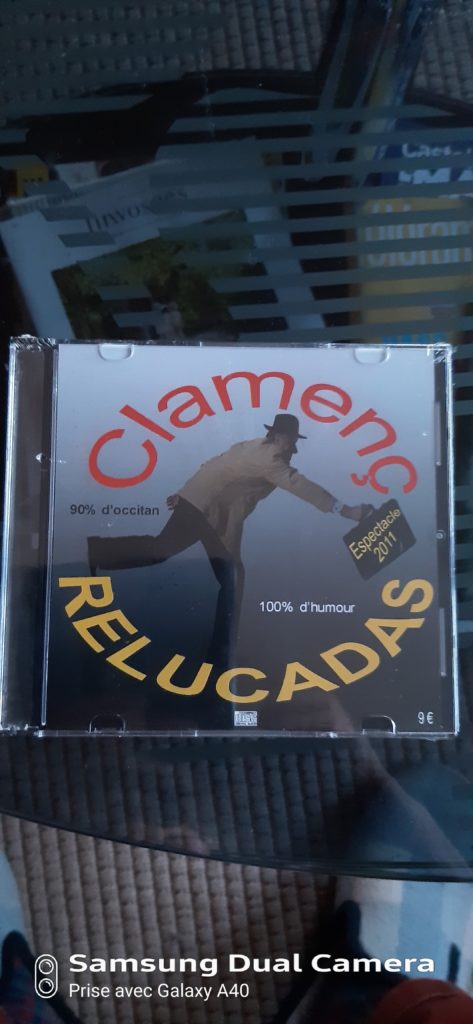 Clamenç
90% d'occitan
Espectacle
2011
100% d'humour
RELUCADAS
9 €
Samsung Dual Camera
Prise avec Galaxy A40